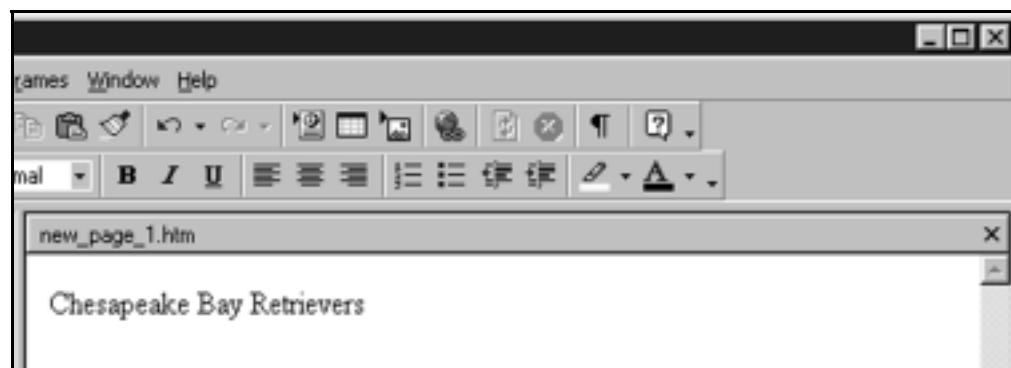 rames Window Help
mal B I U A
new_page_1.htm
Chesapeake Bay Retrievers